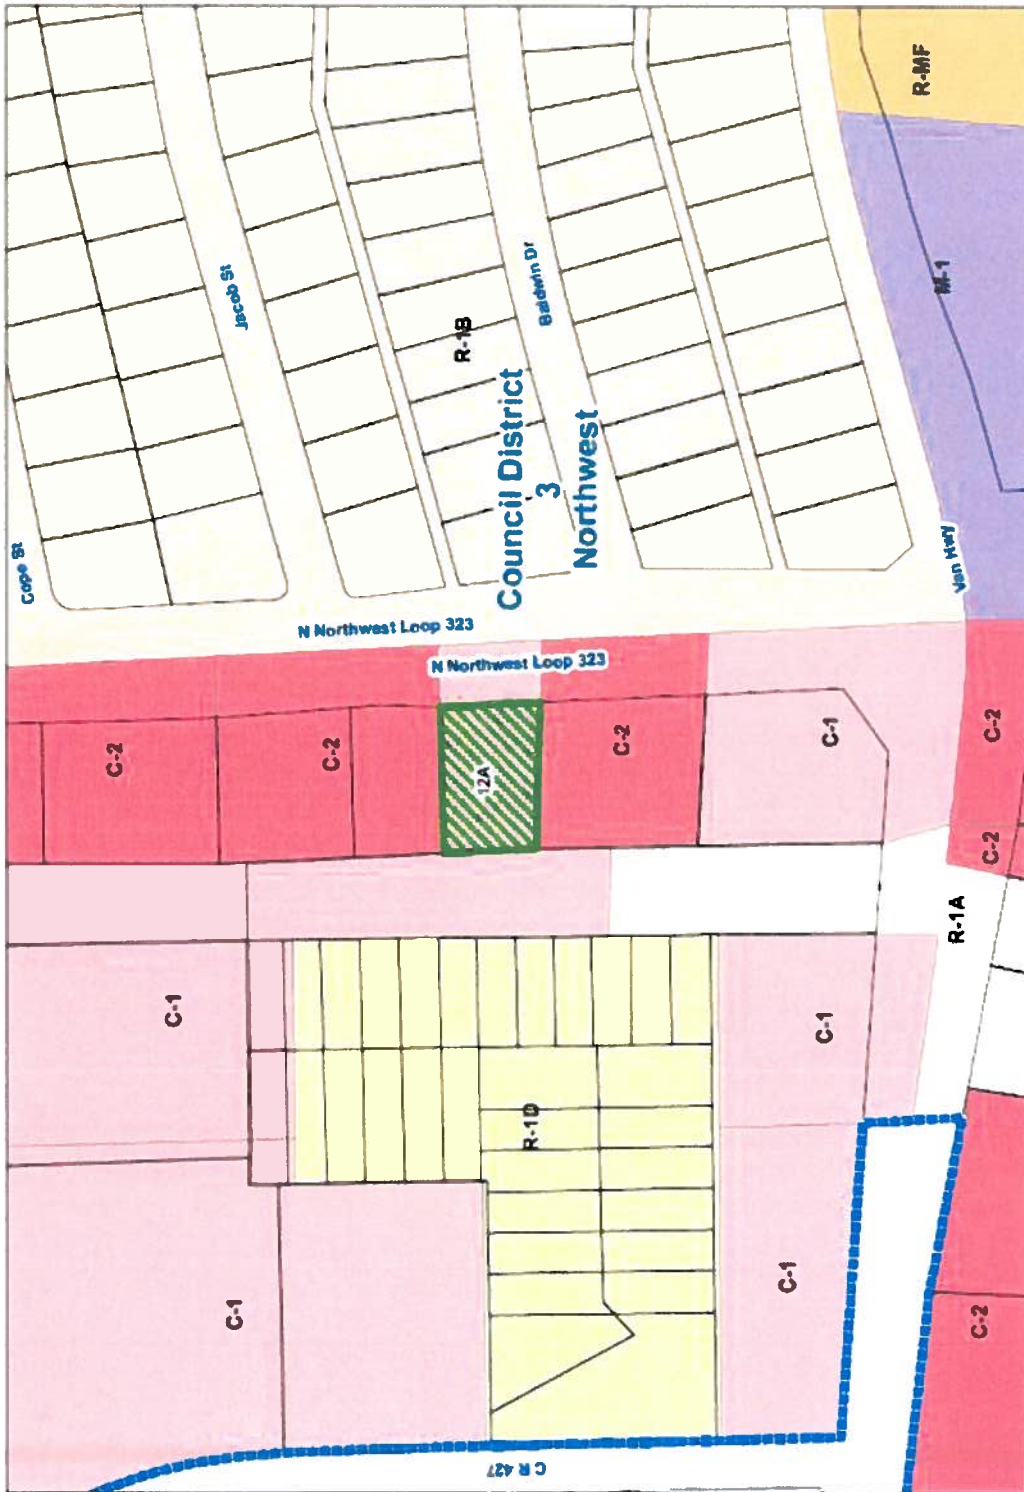 R-MF
M-1
Jacob St
R-1B
Baldwin Dr
Council District
3
Northwest
Cope St
Van Hwy
N Northwest Loop 323
N Northwest Loop 323
C-2
C-2
12A
C-2
C-1
C-2
C-2
R-1A
C-1
C-1
R-1D
C-1
C-1
C-2
C R 427